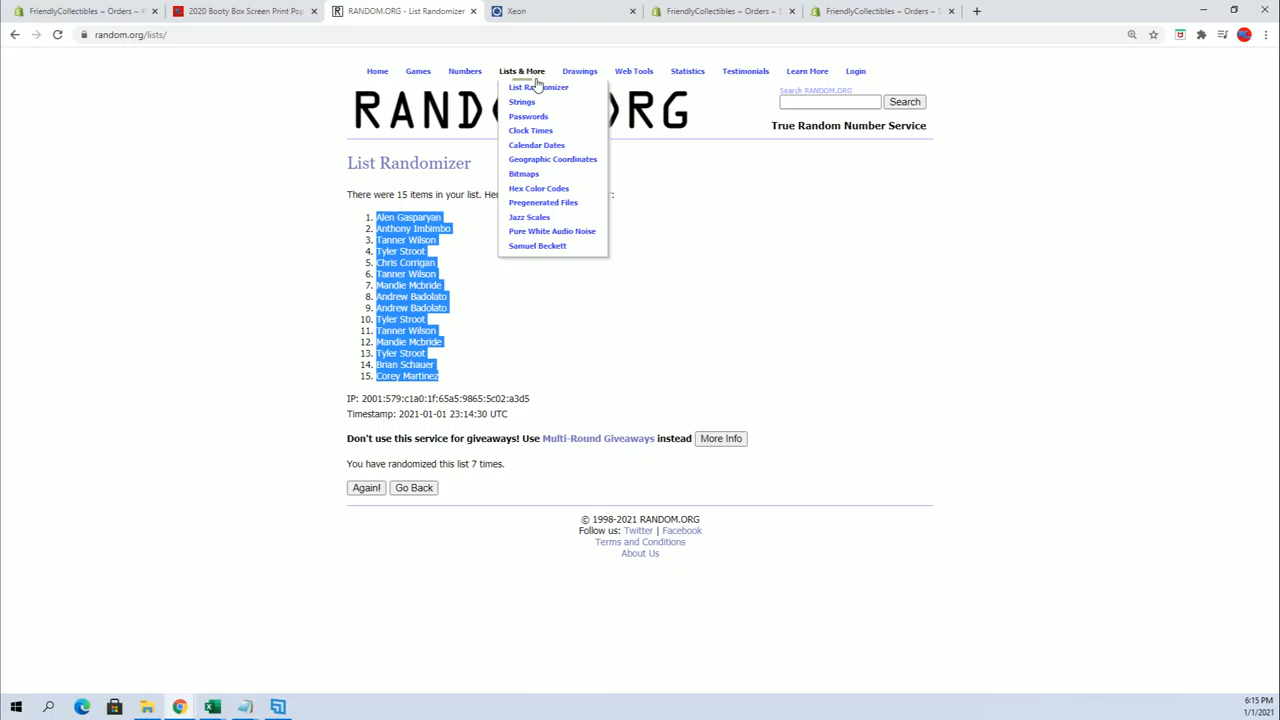 FriendlyCollectibles ~ Orders ~ R
2020 Booty Box Screen Print Pop
RANDOM.ORG - List Randomizer
Xeon
FriendlyCollectibles ~ Orders ~ S
FriendlyCollectibles ~ Orders ~ S
random.org/lists/
Home Games Numbers Lists & More Drawings Web Tools Statistics Testimonials Learn More Login
List Randomizer
Strings
Passwords
Clock Times
Calendar Dates
Geographic Coordinates
Bitmaps
Hex Color Codes
Pregenerated Files
Jazz Scales
Pure White Audio Noise
Samuel Beckett
Search RANDOM.ORG
Search
True Random Number Service
List Randomizer
There were 15 items in your list. Her :
1. Alen Gasparyan
2. Anthony Imbimbo
3. Tanner Wilson
4. Tyler Stroot
5. Chris Corrigan
6. Tanner Wilson
7. Mandie Mcbride
8. Andrew Badolato
9. Andrew Badolato
10. Tyler Stroot
11. Tanner Wilson
12. Mandie Mcbride
13. Tyler Stroot
14. Brian Schauer
15. Corey Martinez
IP: 2001:579:c1a0:1f:65a5:9865:5c02:a3d5
Timestamp: 2021-01-01 23:14:30 UTC
Don't use this service for giveaways! Use Multi-Round Giveaways instead More Info
You have randomized this list 7 times.
Again! Go Back
© 1998-2021 RANDOM.ORG
Follow us: Twitter | Facebook
Terms and Conditions
About Us
6:15 PM
1/1/2021